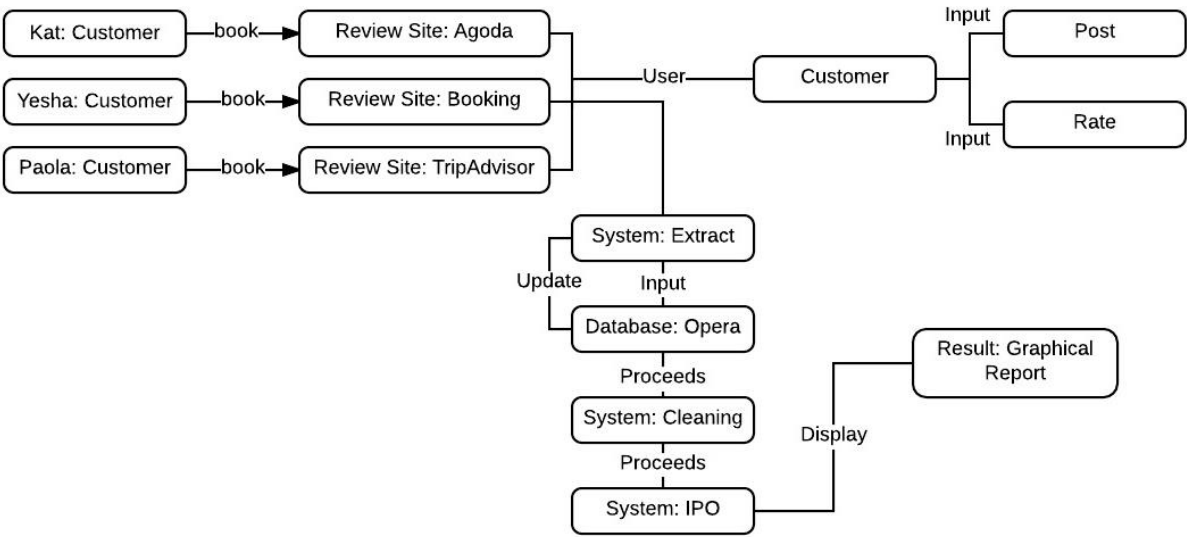 Kat: Customer
book
Review Site: Agoda
Input
Post
Yesha: Customer
book
Review Site: Booking
User
Customer
Input
Rate
Paola: Customer
book
Review Site: TripAdvisor
System: Extract
Update
Input
Database: Opera
Proceeds
System: Cleaning
Proceeds
System: IPO
Display
Result: Graphical
Report